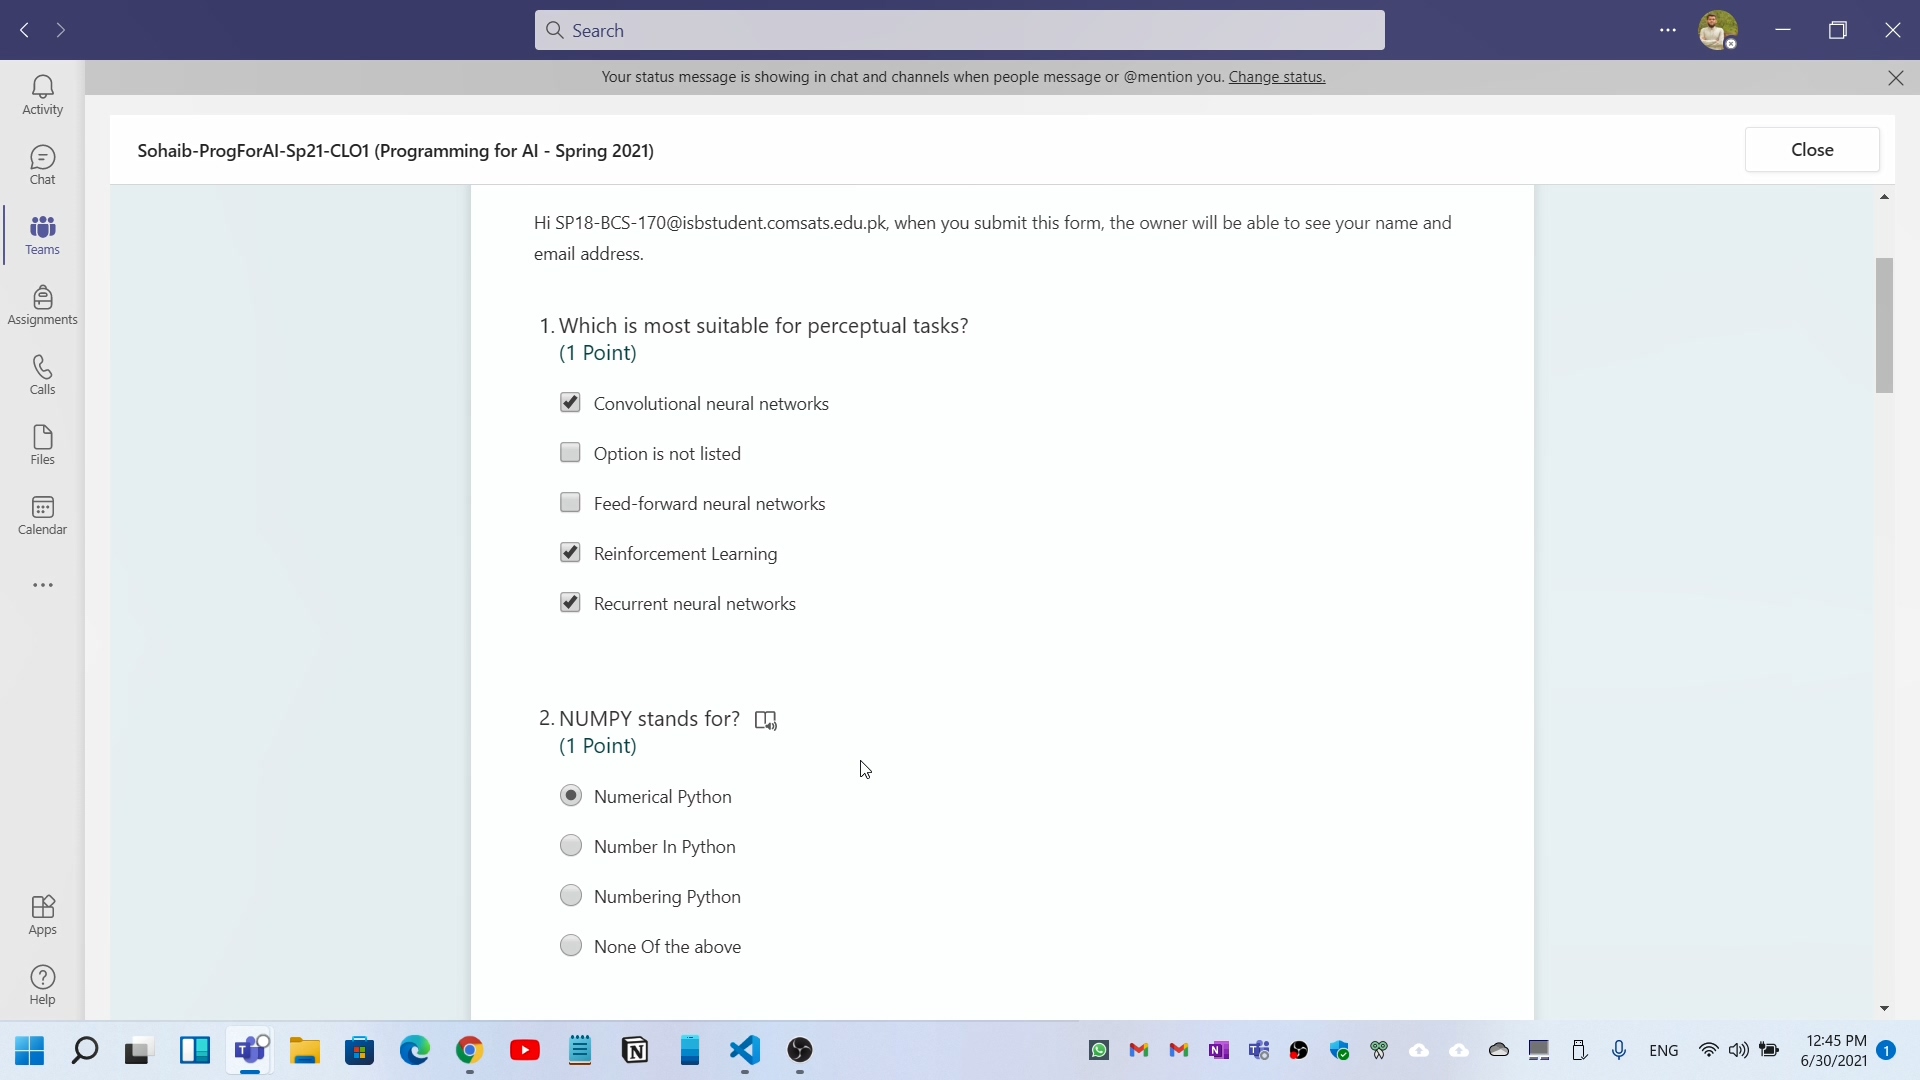 Search
Your status message is showing in chat and channels when people message or @mention you. Change status.
Activity
Chat
Teams
Assignments
Calls
Files
Calendar
Apps
Help
Sohaib-ProgForAI-Sp21-CLO1 (Programming for AI - Spring 2021)
Close
Hi SP18-BCS-170@isbstudent.comsats.edu.pk, when you submit this form, the owner will be able to see your name and
email address.
1. Which is most suitable for perceptual tasks?
(1 Point)
Convolutional neural networks
Option is not listed
Feed-forward neural networks
Reinforcement Learning
Recurrent neural networks
2. NUMPY stands for?
(1 Point)
Numerical Python
Number In Python
Numbering Python
None Of the above
ENG
12:45 PM
6/30/2021
1